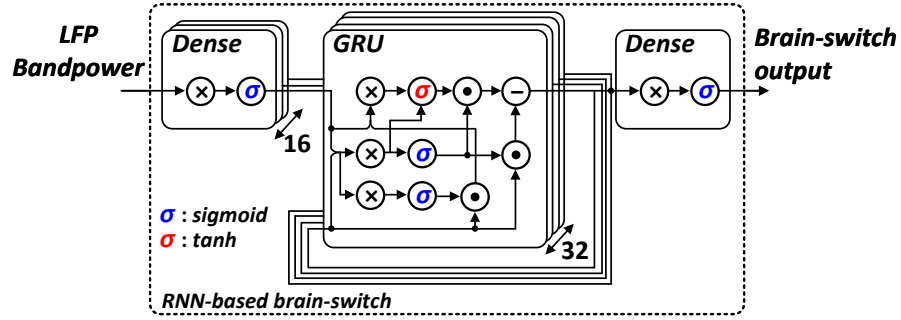 LFP
Bandpower
Dense
× σ
16
GRU
× σ • −
× σ •
× σ •
32
Dense
× σ
Brain-switch
output
σ : sigmoid
σ : tanh
RNN-based brain-switch